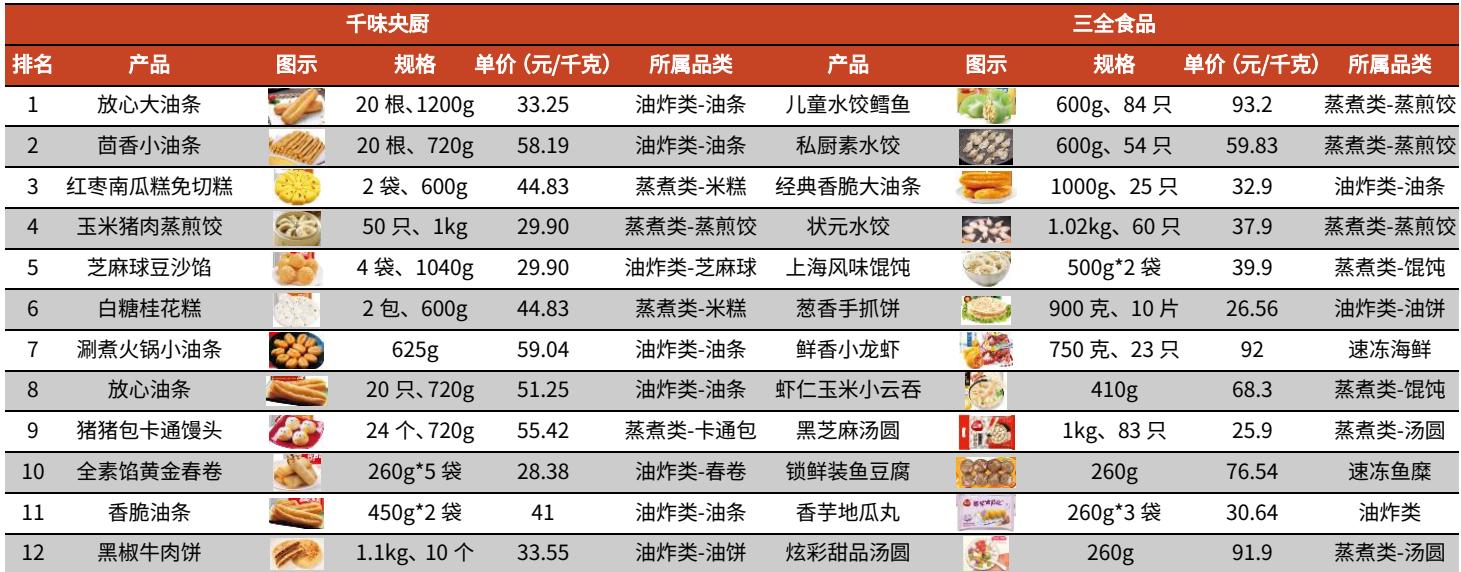 千味央厨 三全食品
排名 产品 图示 规格 单价（元/千克） 所属品类 产品 图示 规格 单价（元/千克） 所属品类
1 放心大油条 20 根、1200g 33.25 油炸类-油条 儿童水饺鳕鱼 600g、84 只 93.2 蒸煮类-蒸煎饺
2 茴香小油条 20 根、720g 58.19 油炸类-油条 私厨素水饺 600g、54 只 59.83 蒸煮类-蒸煎饺
3 红枣南瓜糕免切糕 2 袋、600g 44.83 蒸煮类-米糕 经典香脆大油条 1000g、25 只 32.9 油炸类-油条
4 玉米猪肉蒸煎饺 50 只、1kg 29.90 蒸煮类-蒸煎饺 状元水饺 1.02kg、60 只 37.9 蒸煮类-蒸煎饺
5 芝麻球豆沙馅 4 袋、1040g 29.90 油炸类-芝麻球 上海风味馄饨 500g*2 袋 39.9 蒸煮类-馄饨
6 白糖桂花糕 2 包、600g 44.83 蒸煮类-米糕 葱香手抓饼 900 克、10 片 26.56 油炸类-油饼
7 涮煮火锅小油条 625g 59.04 油炸类-油条 鲜香小龙虾 750 克、23 只 92 速冻海鲜
8 放心油条 20 只、720g 51.25 油炸类-油条 虾仁玉米小云吞 410g 68.3 蒸煮类-馄饨
9 猪猪包卡通馒头 24 个、720g 55.42 蒸煮类-卡通包 黑芝麻汤圆 1kg、83 只 25.9 蒸煮类-汤圆
10 全素馅黄金春卷 260g*5 袋 28.38 油炸类-春卷 锁鲜装鱼豆腐 260g 76.54 速冻鱼糜
11 香脆油条 450g*2 袋 41 油炸类-油条 香芋地瓜丸 260g*3 袋 30.64 油炸类
12 黑椒牛肉饼 1.1kg、10 个 33.55 油炸类-油饼 炫彩甜品汤圆 260g 91.9 蒸煮类-汤圆